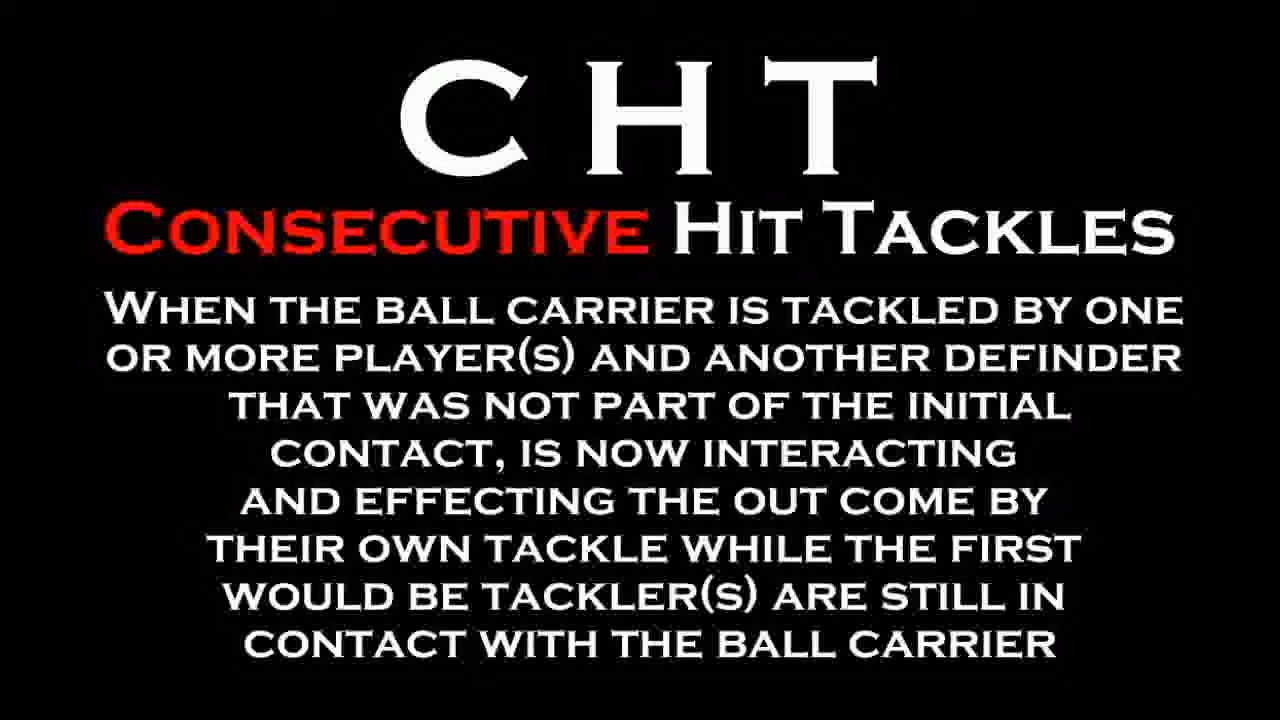 C H T
Consecutive Hit Tackles
When the ball carrier is tackled by one
or more player(s) and another definder
that was not part of the initial
contact, is now interacting
and effecting the out come by
their own tackle while the first
would be tackler(s) are still in
contact with the ball carrier